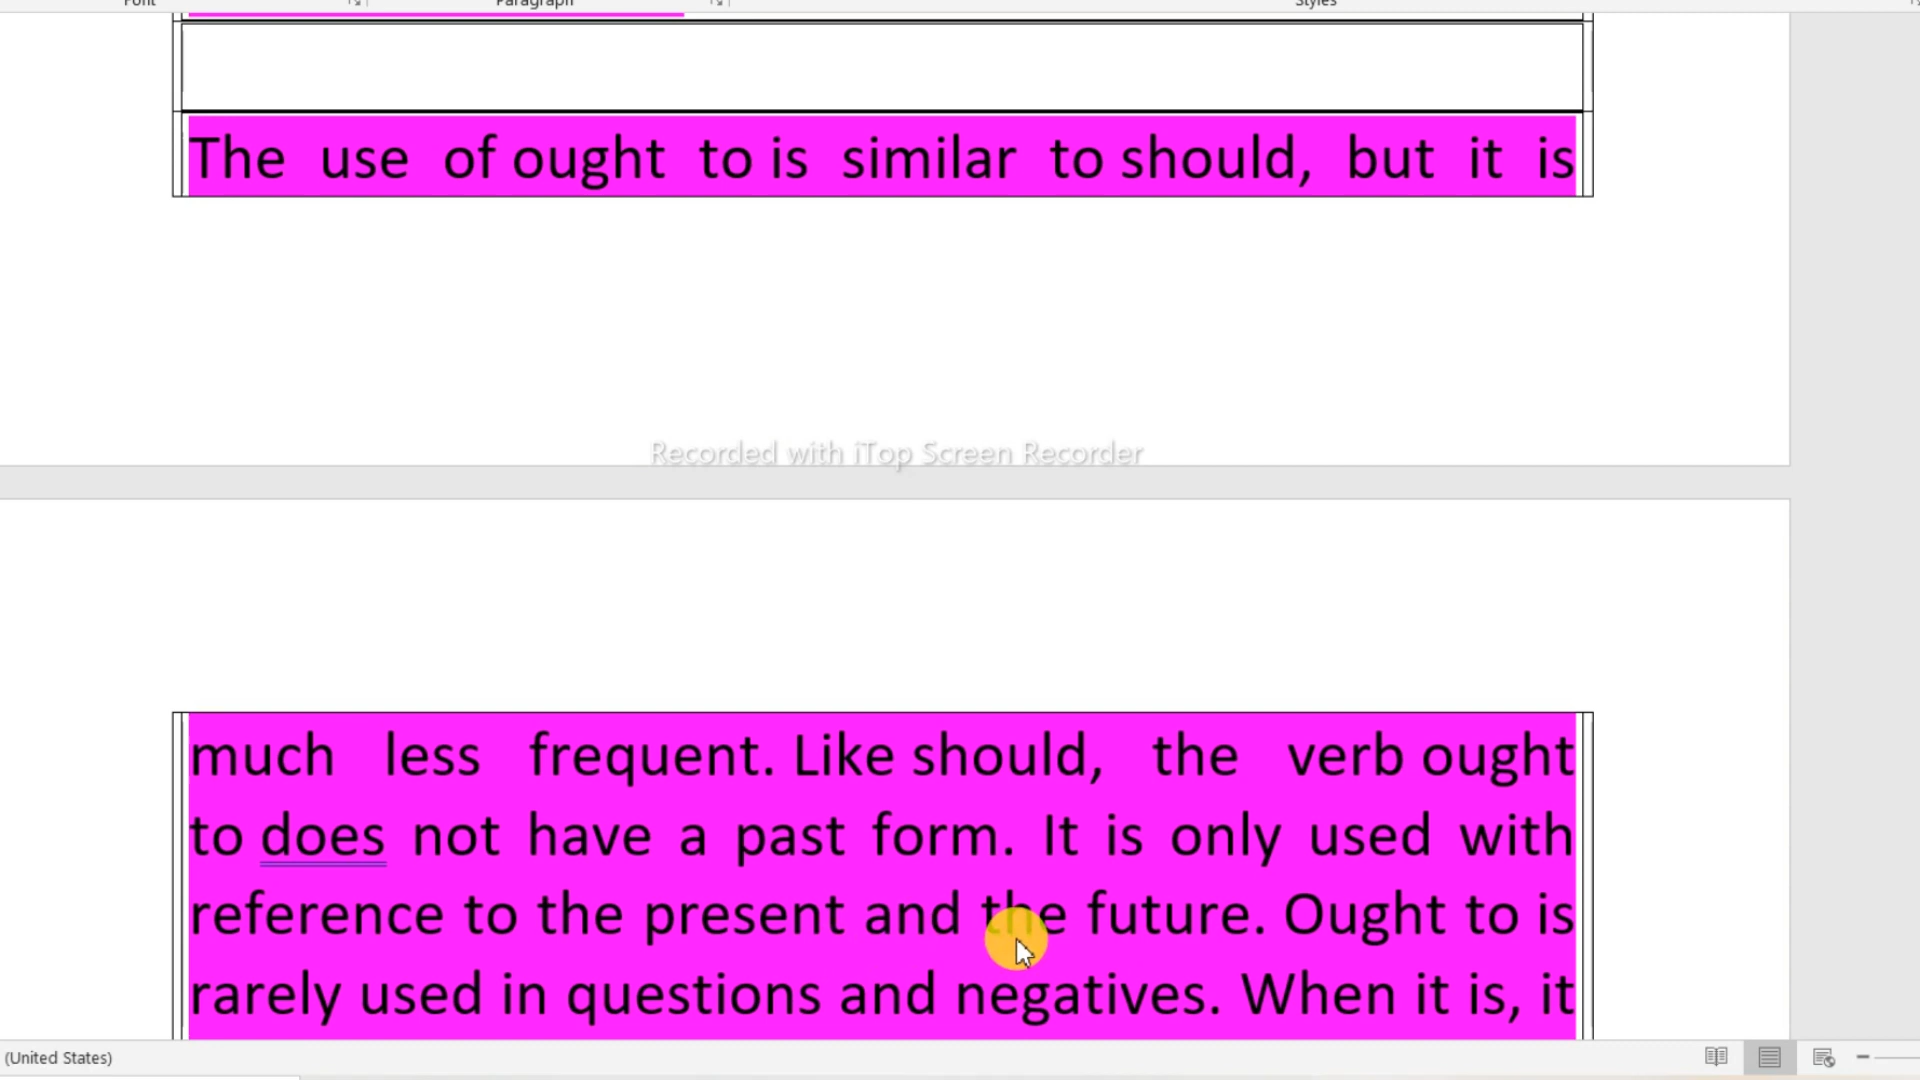 Font Paragraph Styles
The use of ought to is similar to should, but it is
Recorded with iTop Screen Recorder
much less frequent. Like should, the verb ought
to does not have a past form. It is only used with
reference to the present and the future. Ought to is
rarely used in questions and negatives. When it is, it
(United States)